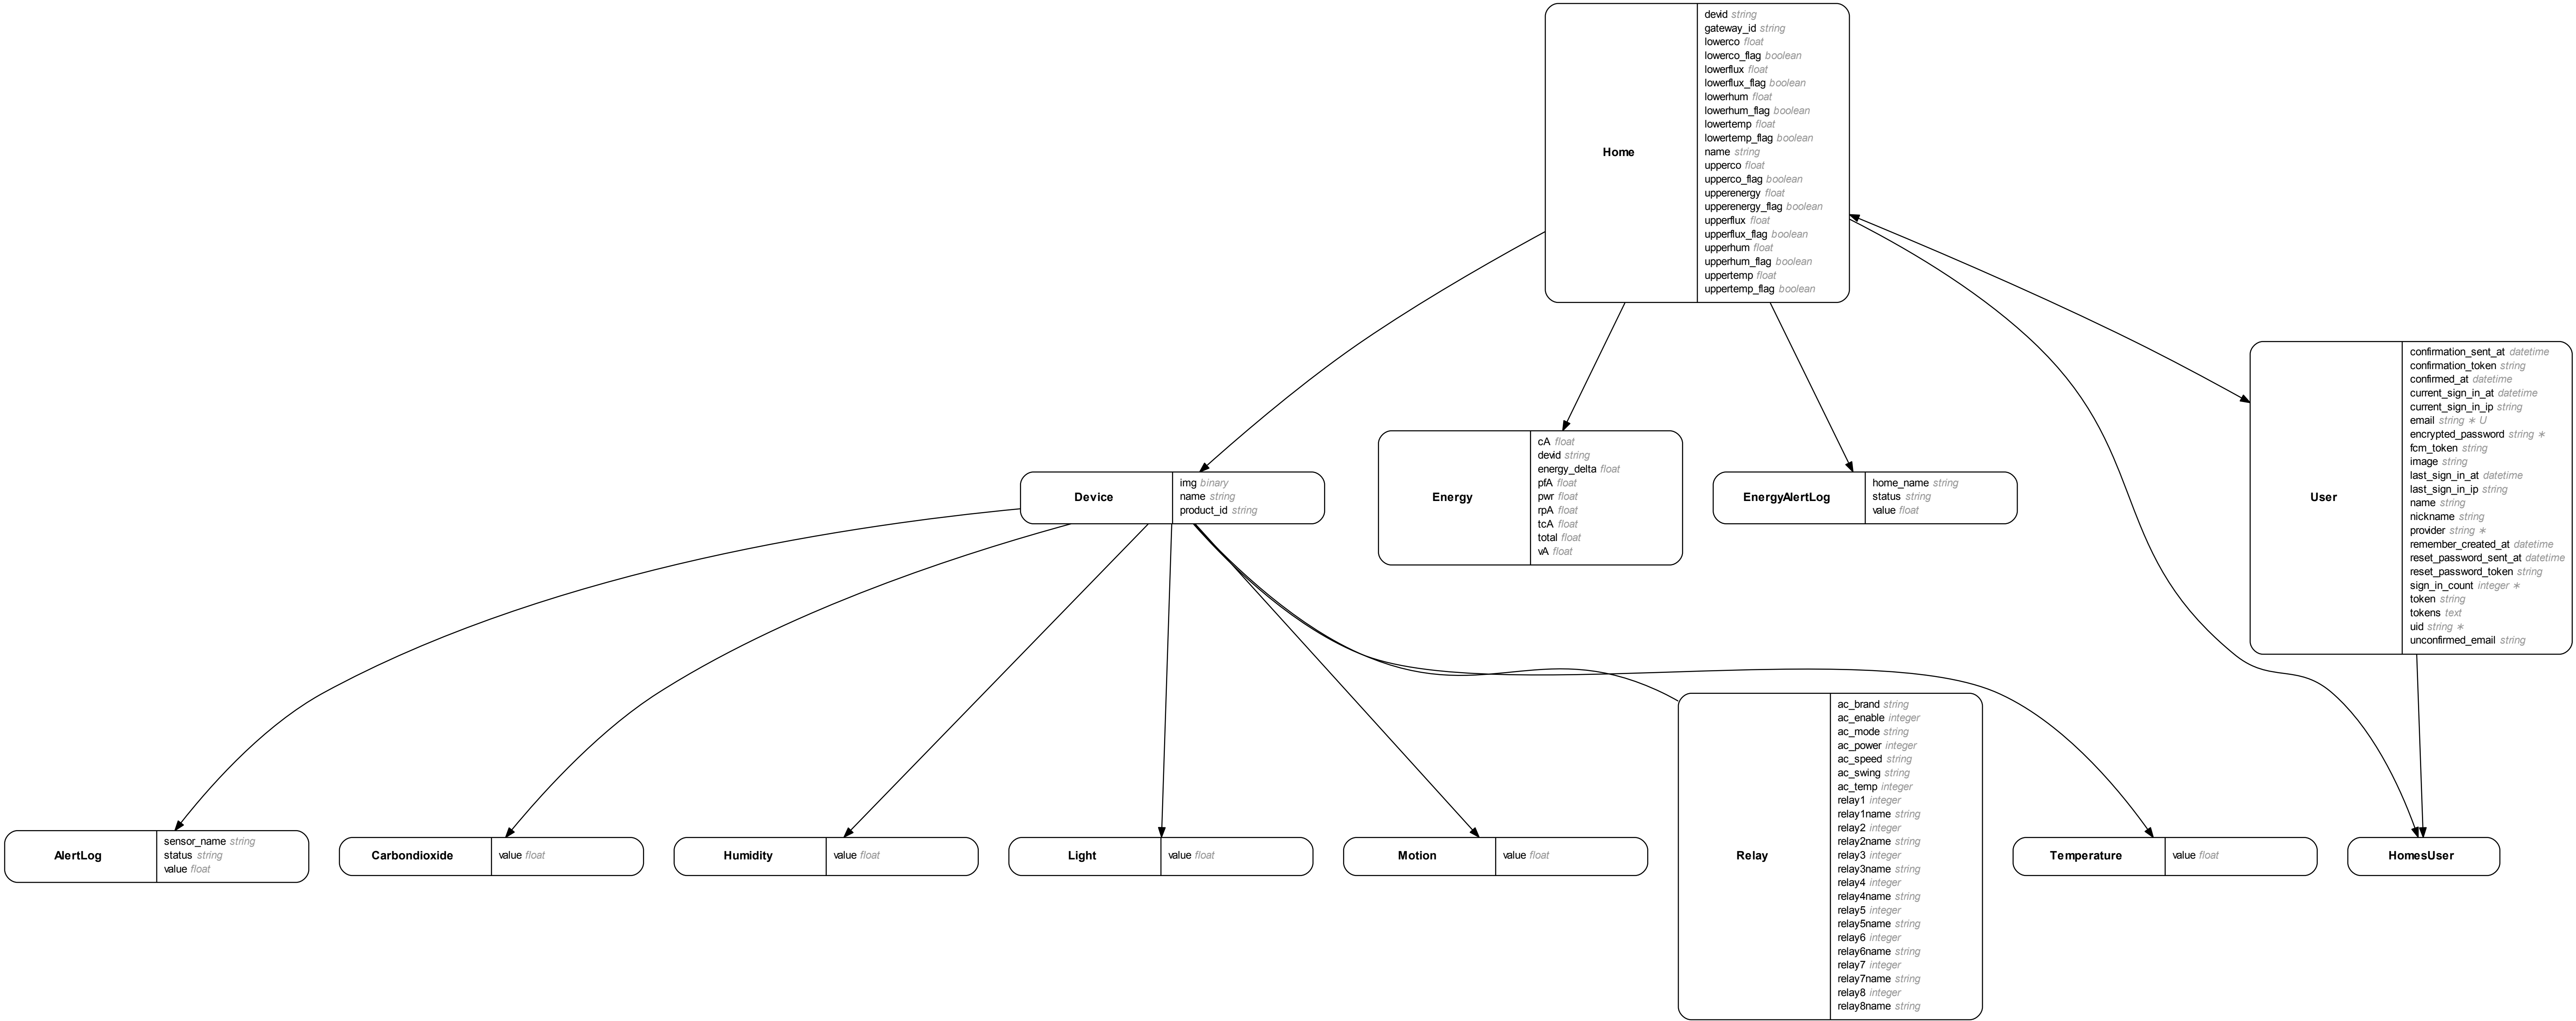 Home
devid string
gateway_id string
lowerco float
lowerco_flag boolean
lowerflux float
lowerflux_flag boolean
lowerhum float
lowerhum_flag boolean
lowertemp float
lowertemp_flag boolean
name string
upperco float
upperco_flag boolean
upperenergy float
upperenergy_flag boolean
upperflux float
upperflux_flag boolean
upperhum float
upperhum_flag boolean
uppertemp float
uppertemp_flag boolean
User
confirmation_sent_at datetime
confirmation_token string
confirmed_at datetime
current_sign_in_at datetime
current_sign_in_ip string
email string ∗ U
encrypted_password string ∗
fcm_token string
image string
last_sign_in_at datetime
last_sign_in_ip string
name string
nickname string
provider string ∗
remember_created_at datetime
reset_password_sent_at datetime
reset_password_token string
sign_in_count integer ∗
token string
tokens text
uid string ∗
unconfirmed_email string
Device
img binary
name string
product_id string
Energy
cA float
devid string
energy_delta float
pfA float
pwr float
rpA float
tcA float
total float
vA float
EnergyAlertLog
home_name string
status string
value float
AlertLog
sensor_name string
status string
value float
Carbondioxide
value float
Humidity
value float
Light
value float
Motion
value float
Relay
ac_brand string
ac_enable integer
ac_mode string
ac_power integer
ac_speed string
ac_swing string
ac_temp integer
relay1 integer
relay1name string
relay2 integer
relay2name string
relay3 integer
relay3name string
relay4 integer
relay4name string
relay5 integer
relay5name string
relay6 integer
relay6name string
relay7 integer
relay7name string
relay8 integer
relay8name string
Temperature
value float
HomesUser